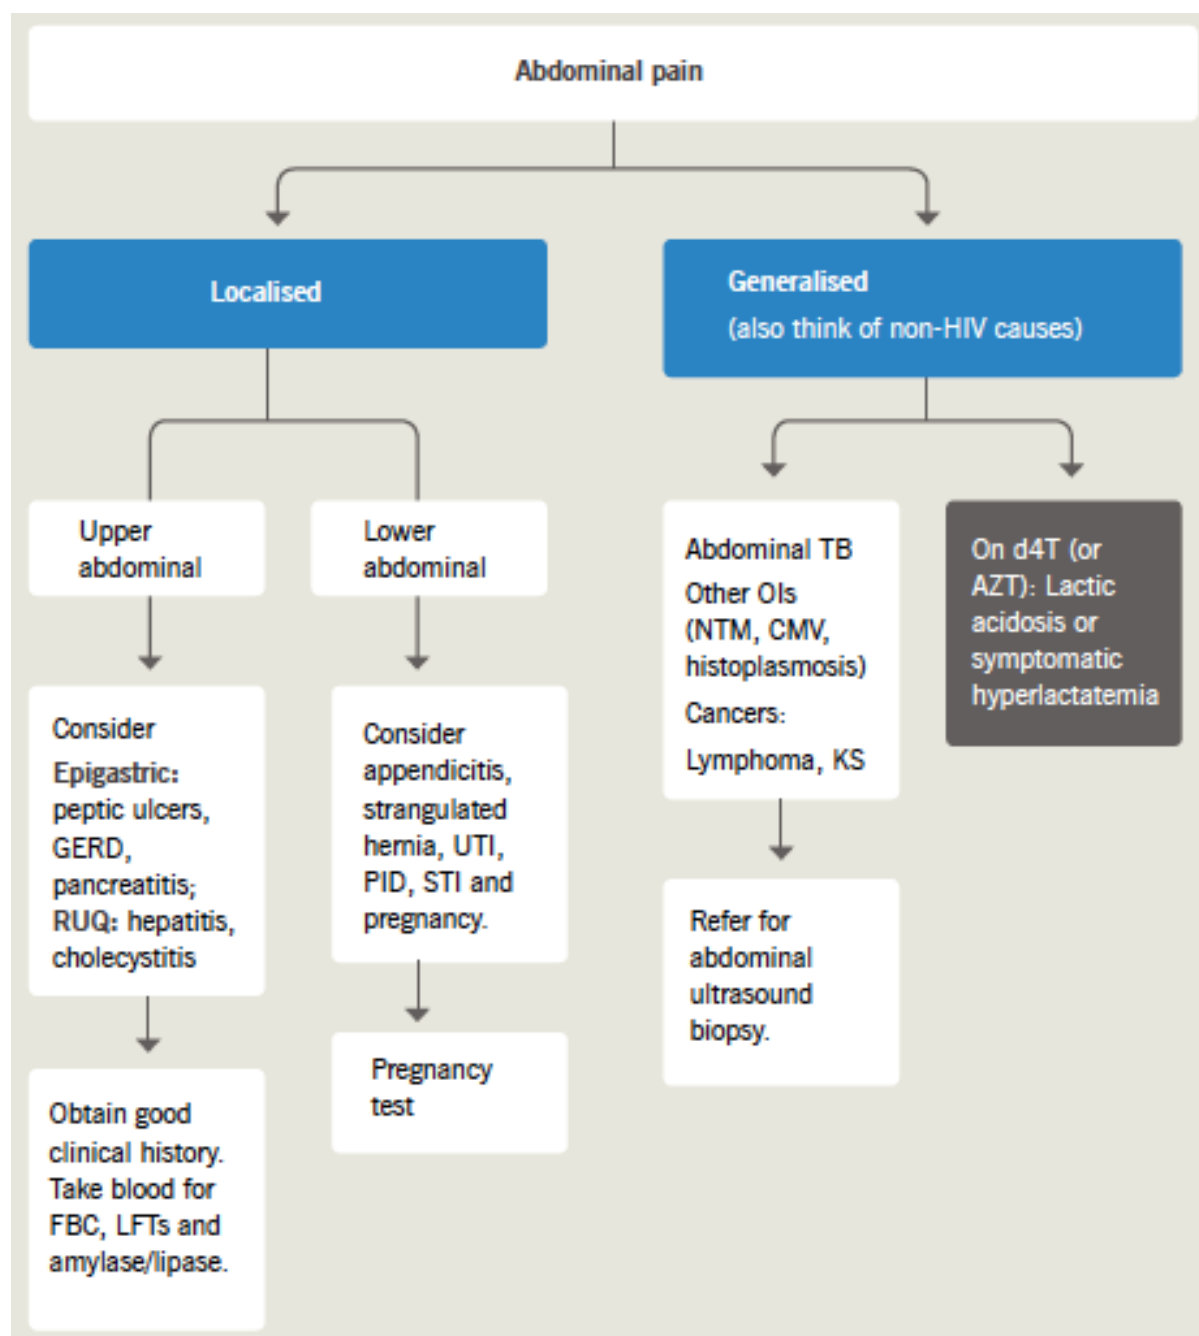 Abdominal pain
Localised
Generalised
(also think of non-HIV causes)
Upper
abdominal
Lower
abdominal
Abdominal TB
Other OIs
(NTM, CMV,
histoplasmosis)
Cancers:
Lymphoma, KS
On d4T (or
AZT): Lactic
acidosis or
symptomatic
hyperlactatemia
Consider
Epigastric:
peptic ulcers,
GERD,
pancreatitis;
RUQ: hepatitis,
cholecystitis
Consider
appendicitis,
strangulated
hernia, UTI,
PID, STI and
pregnancy.
Refer for
abdominal
ultrasound
biopsy.
Obtain good
clinical history.
Take blood for
FBC, LFTs and
amylase/lipase.
Pregnancy
test